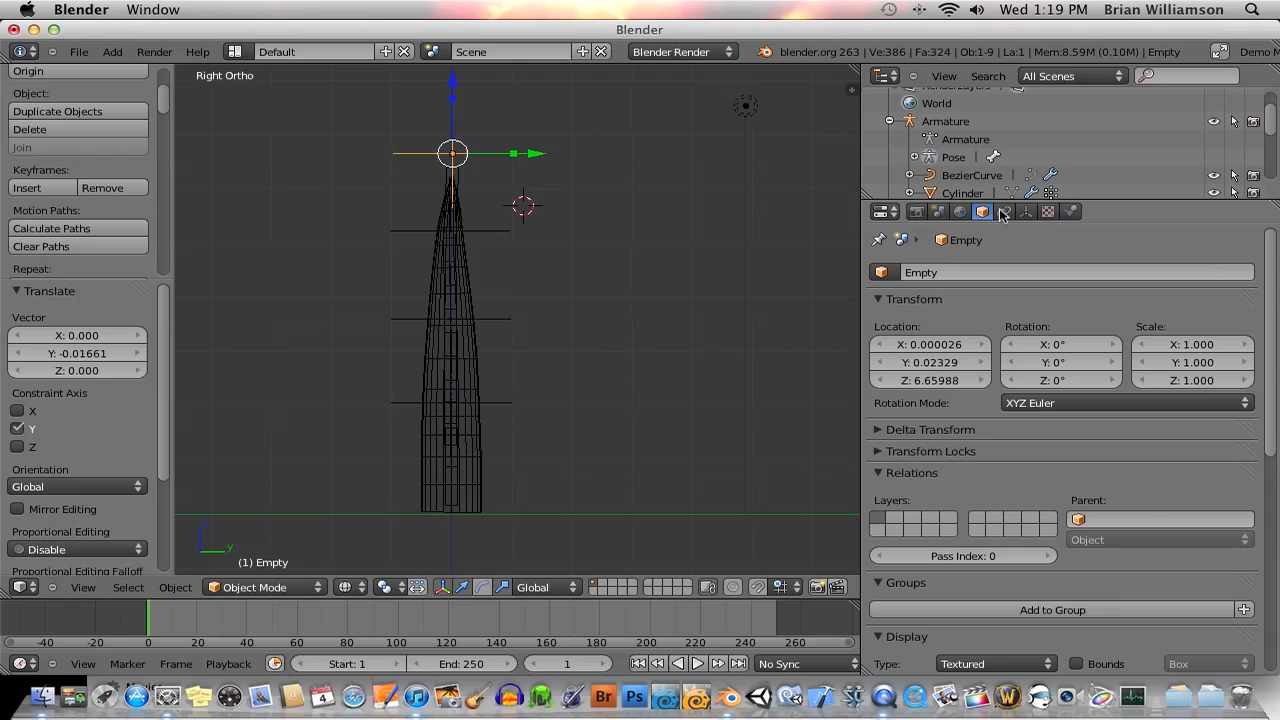 Blender Window Wed 1:19 PM Brian Williamson
Blender
File Add Render Help Default Scene Blender Render blender.org 263 | Ve:386 | Fa:324 | Ob:1-9 | La:1 | Mem:8.59M (0.10M) | Empty
Origin
Object:
Duplicate Objects
Delete
Join
Keyframes:
Insert Remove
Motion Paths:
Calculate Paths
Clear Paths
Repeat:
Translate
Vector
X: 0.000
Y: -0.01661
Z: 0.000
Constraint Axis
X
Y
Z
Orientation
Global
Mirror Editing
Proportional Editing
Disable
Proportional Editing Falloff
Right Ortho
y
(1) Empty
View Select Object Object Mode Global
View Search All Scenes
RenderLayers
World
Armature
Armature
Pose
BezierCurve
Cylinder
Empty
Empty
Transform
Location: Rotation: Scale:
X: 0.000026 X: 0° X: 1.000
Y: 0.02329 Y: 0° Y: 1.000
Z: 6.65988 Z: 0° Z: 1.000
Rotation Mode: XYZ Euler
Delta Transform
Transform Locks
Relations
Layers: Parent:
Object
Pass Index: 0
Groups
Add to Group
Display
Type: Textured Bounds Box
-40 -20 0 20 40 60 80 100 120 140 160 180 200 220 240 260
View Marker Frame Playback Start: 1 End: 250 1 No Sync
Br Ps